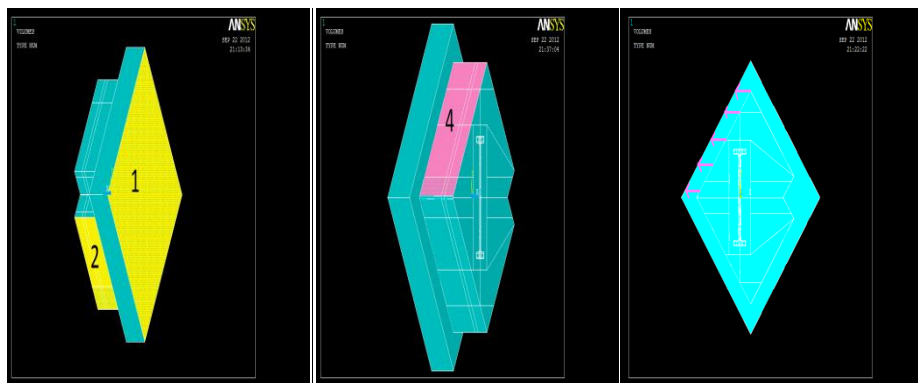 1
VOLUMES
TYPE NUM
ANSYS
SEP 22 2012
21:13:34
1
2
1
VOLUMES
TYPE NUM
ANSYS
SEP 22 2012
21:37:04
4
1
VOLUMES
TYPE NUM
ANSYS
SEP 22 2012
21:22:22